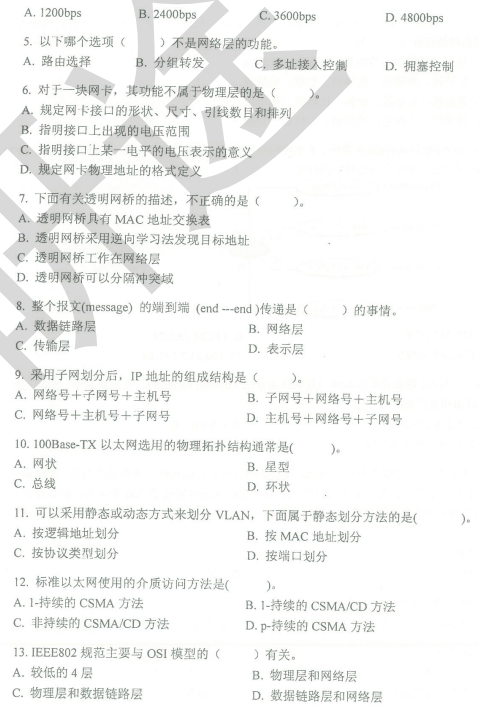 A. 1200bps B. 2400bps C. 3600bps D. 4800bps
5. 以下哪个选项（ ）不是网络层的功能。
A. 路由选择 B. 分组转发 C. 多址接入控制 D. 拥塞控制
6. 对于一块网卡，其功能不属于物理层的是（ ）。
A. 规定网卡接口的形状、尺寸、引线数目和排列
B. 指明接口上出现的电压范围
C. 指明接口上某一电平的电压表示的意义
D. 规定网卡物理地址的格式定义
7. 下面有关透明网桥的描述，不正确的是（ ）。
A. 透明网桥具有 MAC 地址交换表
B. 透明网桥采用逆向学习法发现目标地址
C. 透明网桥工作在网络层
D. 透明网桥可以分隔冲突域
8. 整个报文(message) 的端到端 (end ---end )传递是（ ）的事情。
A. 数据链路层 B. 网络层
C. 传输层 D. 表示层
9. 采用子网划分后，IP 地址的组成结构是（ ）。
A. 网络号＋子网号＋主机号 B. 子网号＋网络号＋主机号
C. 网络号＋主机号＋子网号 D. 主机号＋网络号＋子网号
10. 100Base-TX 以太网选用的物理拓扑结构通常是( )。
A. 网状 B. 星型
C. 总线 D. 环状
11. 可以采用静态或动态方式来划分 VLAN，下面属于静态划分方法的是( )。
A. 按逻辑地址划分 B. 按 MAC 地址划分
C. 按协议类型划分 D. 按端口划分
12. 标准以太网使用的介质访问方法是( )。
A. 1-持续的 CSMA 方法 B. 1-持续的 CSMA/CD 方法
C. 非持续的 CSMA/CD 方法 D. p-持续的 CSMA 方法
13. IEEE802 规范主要与 OSI 模型的（ ）有关。
A. 较低的 4 层 B. 物理层和网络层
C. 物理层和数据链路层 D. 数据链路层和网络层